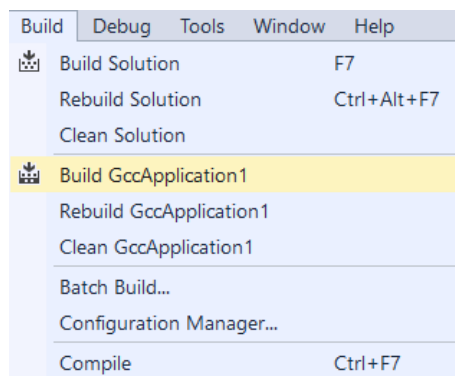 Build Debug Tools Window Help
Build Solution F7
Rebuild Solution Ctrl+Alt+F7
Clean Solution
Build GccApplication1
Rebuild GccApplication1
Clean GccApplication1
Batch Build...
Configuration Manager...
Compile Ctrl+F7